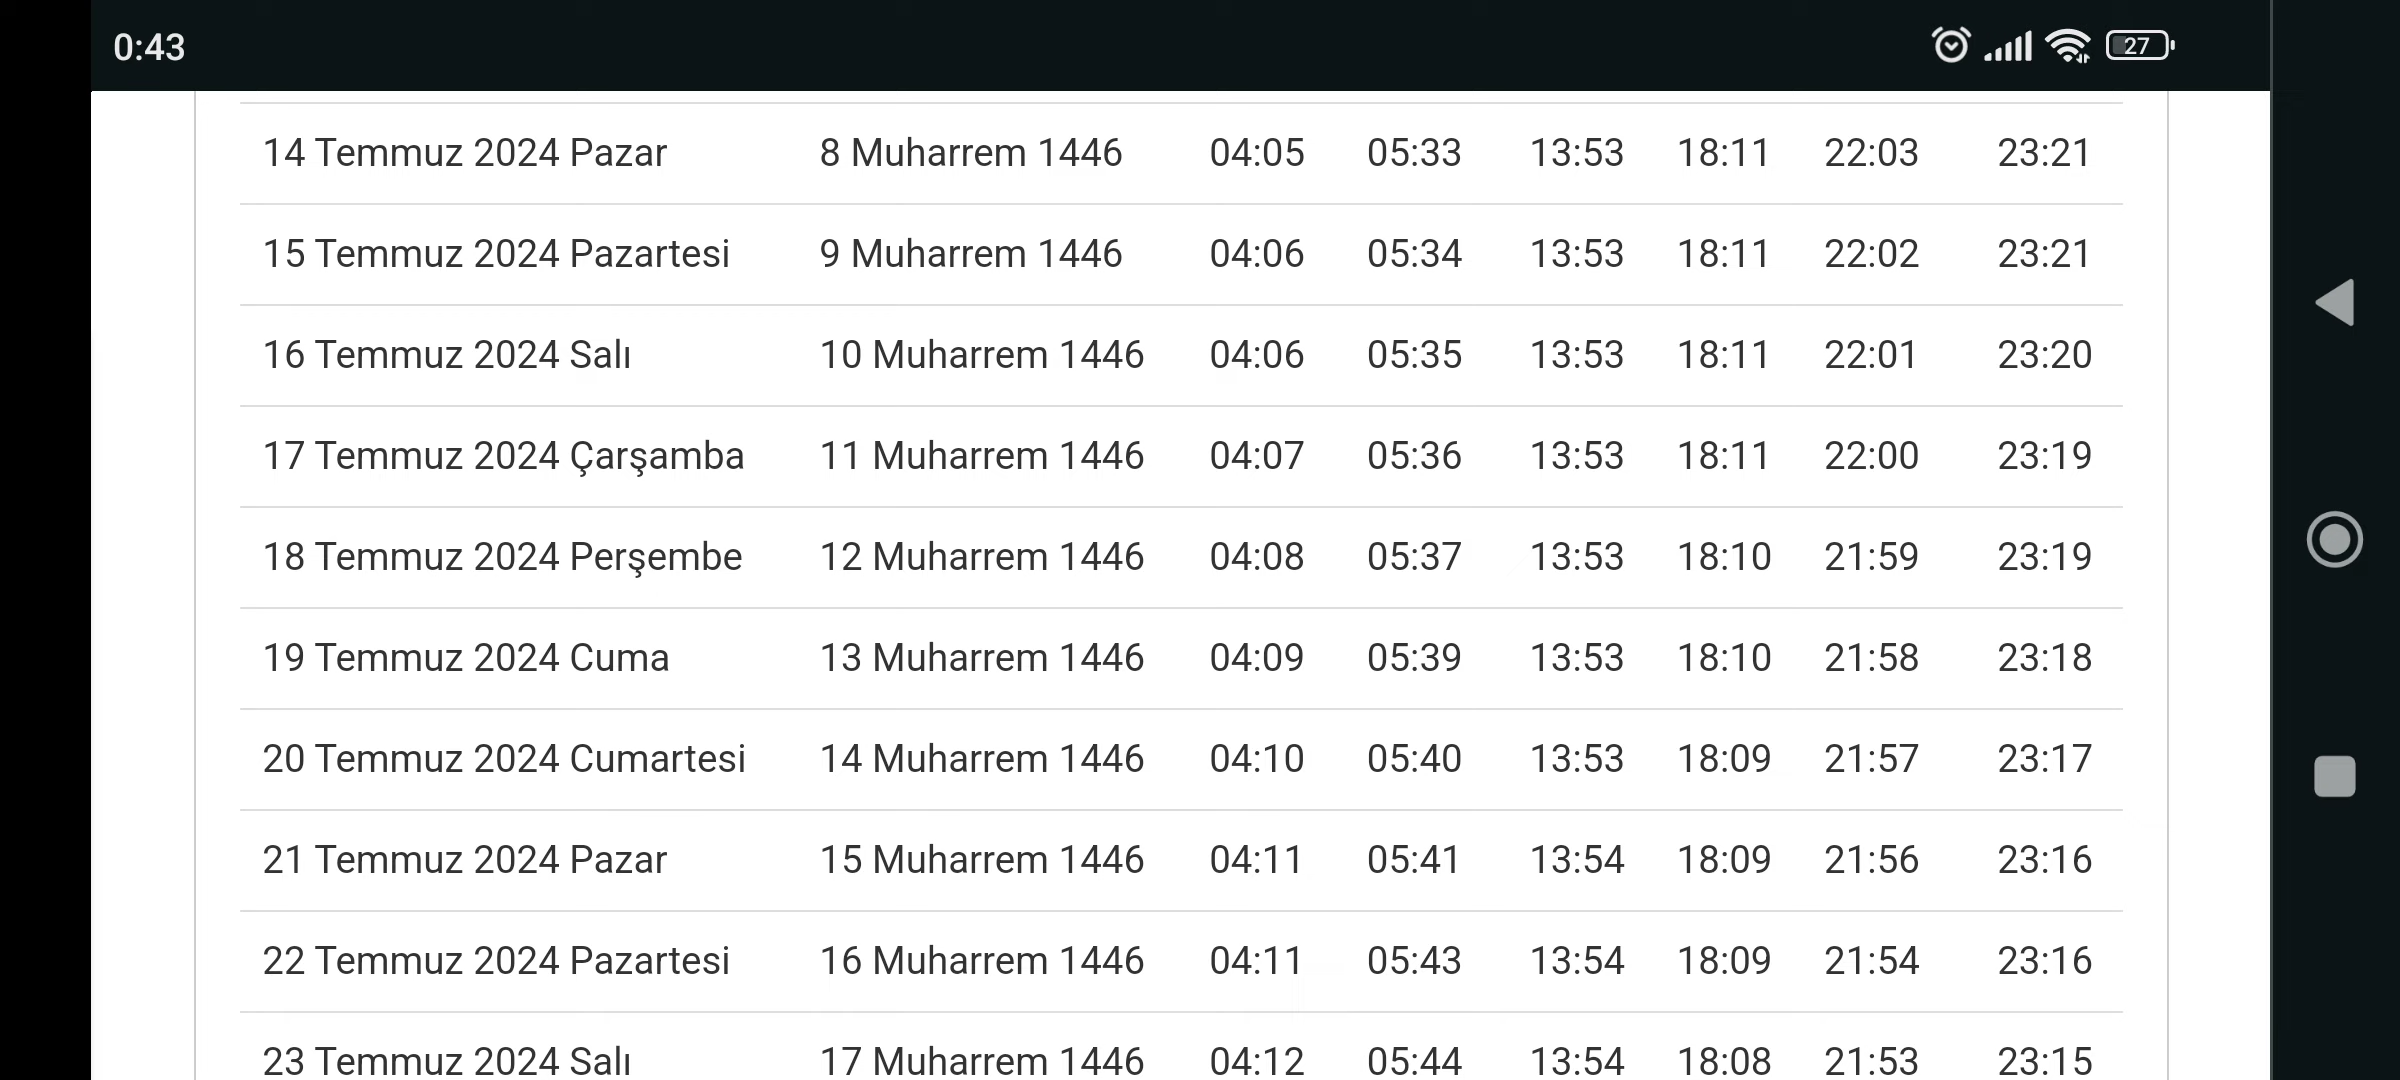 0:43 27
14 Temmuz 2024 Pazar 8 Muharrem 1446 04:05 05:33 13:53 18:11 22:03 23:21
15 Temmuz 2024 Pazartesi 9 Muharrem 1446 04:06 05:34 13:53 18:11 22:02 23:21
16 Temmuz 2024 Salı 10 Muharrem 1446 04:06 05:35 13:53 18:11 22:01 23:20
17 Temmuz 2024 Çarşamba 11 Muharrem 1446 04:07 05:36 13:53 18:11 22:00 23:19
18 Temmuz 2024 Perşembe 12 Muharrem 1446 04:08 05:37 13:53 18:10 21:59 23:19
19 Temmuz 2024 Cuma 13 Muharrem 1446 04:09 05:39 13:53 18:10 21:58 23:18
20 Temmuz 2024 Cumartesi 14 Muharrem 1446 04:10 05:40 13:53 18:09 21:57 23:17
21 Temmuz 2024 Pazar 15 Muharrem 1446 04:11 05:41 13:54 18:09 21:56 23:16
22 Temmuz 2024 Pazartesi 16 Muharrem 1446 04:11 05:43 13:54 18:09 21:54 23:16
23 Temmuz 2024 Salı 17 Muharrem 1446 04:12 05:44 13:54 18:08 21:53 23:15